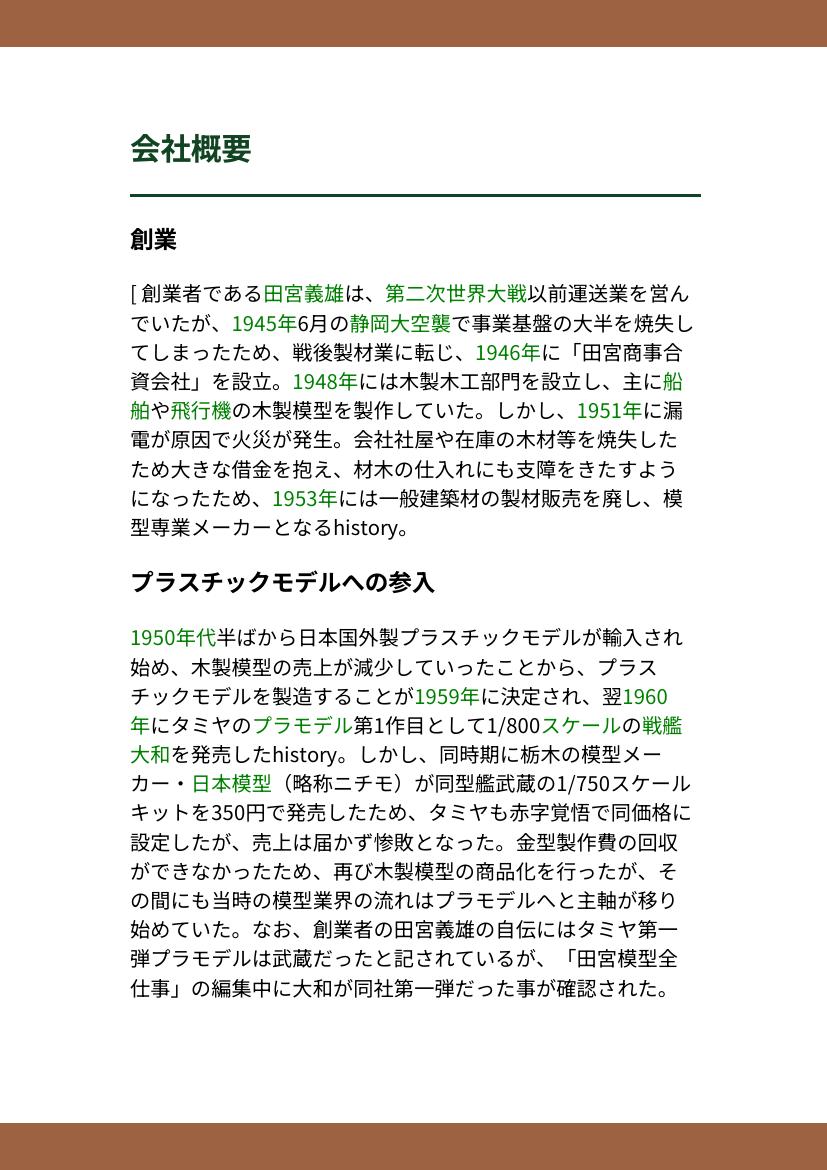 会社概要
創業
[ 創業者である田宮義雄は、第二次世界大戦以前運送業を営ん
でいたが、1945年6月の静岡大空襲で事業基盤の大半を焼失し
てしまったため、戦後製材業に転じ、1946年に「田宮商事合
資会社」を設立。1948年には木製木工部門を設立し、主に船
舶や飛行機の木製模型を製作していた。しかし、1951年に漏
電が原因で火災が発生。会社社屋や在庫の木材等を焼失した
ため大きな借金を抱え、材木の仕入れにも支障をきたすよう
になったため、1953年には一般建築材の製材販売を廃し、模
型専業メーカーとなるhistory。
プラスチックモデルへの参入
1950年代半ばから日本国外製プラスチックモデルが輸入され
始め、木製模型の売上が減少していったことから、プラス
チックモデルを製造することが1959年に決定され、翌1960
年にタミヤのプラモデル第1作目として1/800スケールの戦艦
大和を発売したhistory。しかし、同時期に栃木の模型メー
カー・日本模型（略称ニチモ）が同型艦武蔵の1/750スケール
キットを350円で発売したため、タミヤも赤字覚悟で同価格に
設定したが、売上は届かず惨敗となった。金型製作費の回収
ができなかったため、再び木製模型の商品化を行ったが、そ
の間にも当時の模型業界の流れはプラモデルへと主軸が移り
始めていた。なお、創業者の田宮義雄の自伝にはタミヤ第一
弾プラモデルは武蔵だったと記されているが、「田宮模型全
仕事」の編集中に大和が同社第一弾だった事が確認された。